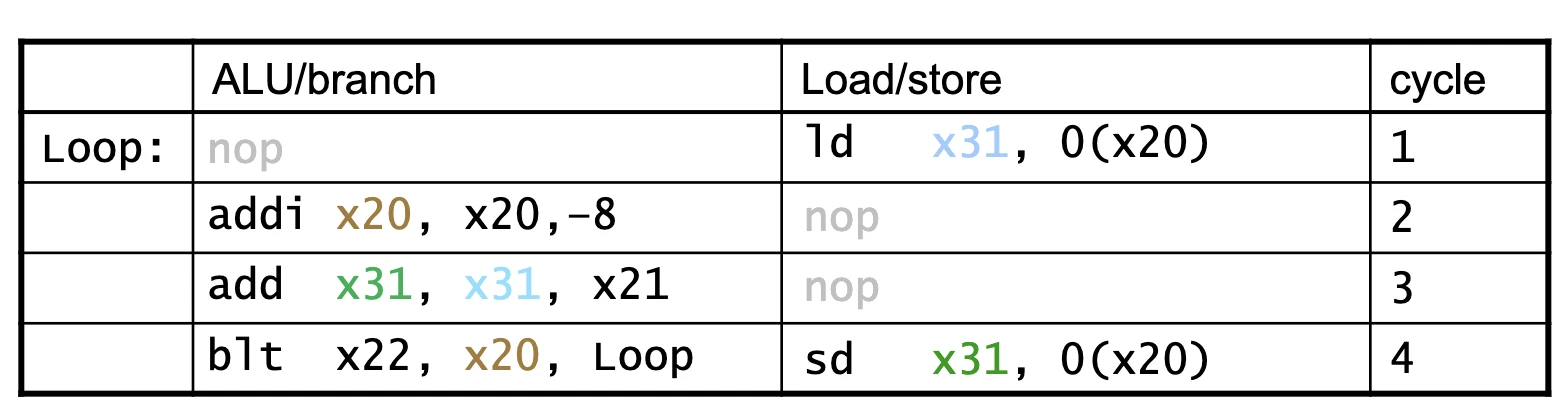 ALU/branch Load/store cycle
Loop: nop ld x31, 0(x20) 1
addi x20, x20,-8 nop 2
add x31, x31, x21 nop 3
blt x22, x20, Loop sd x31, 0(x20) 4